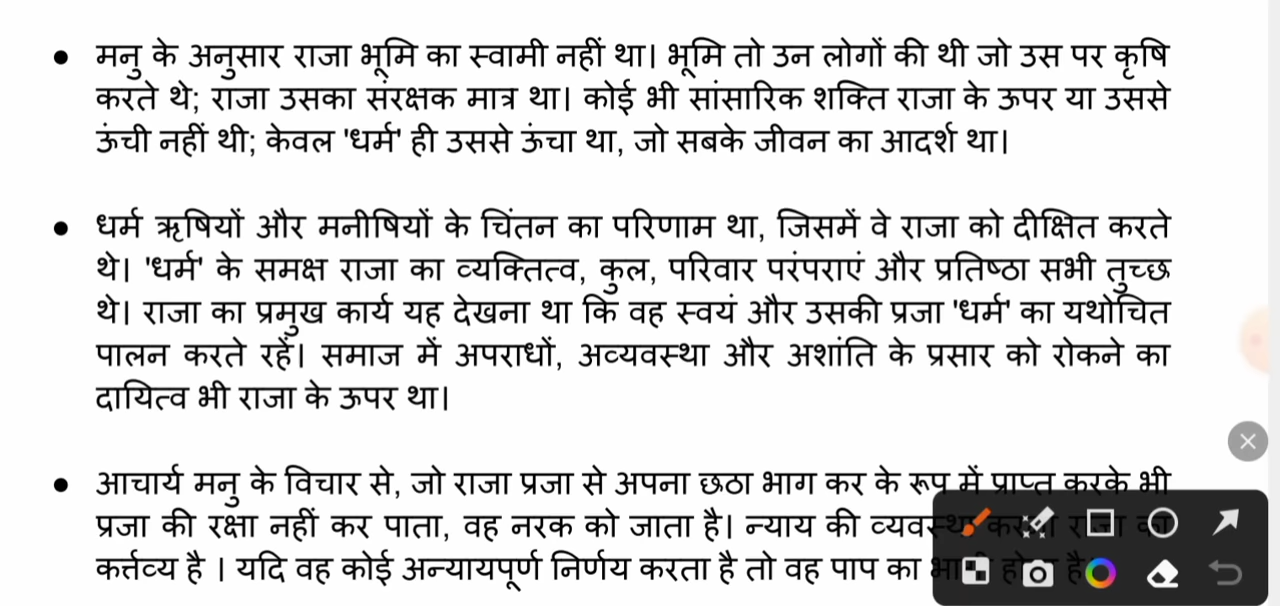 मनु के अनुसार राजा भूमि का स्वामी नहीं था। भूमि तो उन लोगों की थी जो उस पर कृषि
करते थे; राजा उसका संरक्षक मात्र था। कोई भी सांसारिक शक्ति राजा के ऊपर या उससे
ऊंची नहीं थी; केवल 'धर्म' ही उससे ऊंचा था, जो सबके जीवन का आदर्श था।
धर्म ऋषियों और मनीषियों के चिंतन का परिणाम था, जिसमें वे राजा को दीक्षित करते
थे। 'धर्म' के समक्ष राजा का व्यक्तित्व, कुल, परिवार परंपराएं और प्रतिष्ठा सभी तुच्छ
थे। राजा का प्रमुख कार्य यह देखना था कि वह स्वयं और उसकी प्रजा 'धर्म' का यथोचित
पालन करते रहें। समाज में अपराधों, अव्यवस्था और अशांति के प्रसार को रोकने का
दायित्व भी राजा के ऊपर था।
आचार्य मनु के विचार से, जो राजा प्रजा से अपना छठा भाग कर के रूप में प्राप्त करके भी
प्रजा की रक्षा नहीं कर पाता, वह नरक को जाता है। न्याय की
कर्त्तव्य है । यदि वह कोई अन्यायपूर्ण निर्णय करता है तो वह पाप का